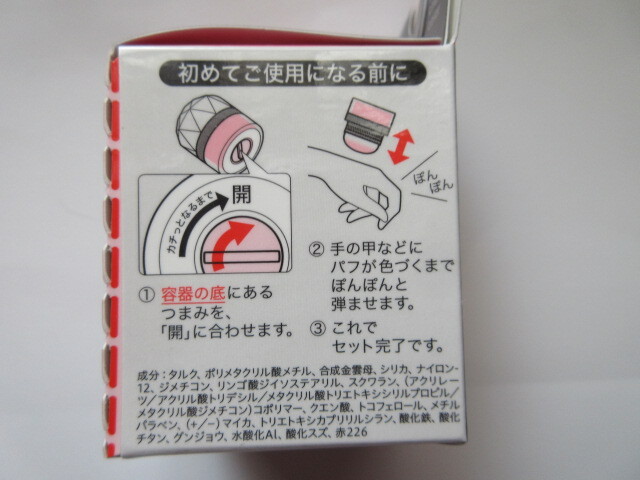 初めてご使用になる前に
カチっとなるまで
開
ぽんぽん
① 容器の底にある
つまみを、
「開」に合わせます。
② 手の甲などに
パフが色づくまで
ぽんぽんと
弾ませます。
③ これで
セット完了です。
成分：タルク、ポリメタクリル酸メチル、合成金雲母、シリカ、ナイロン-
12、ジメチコン、リンゴ酸ジイソステアリル、スクワラン、（アクリレー
ツ／アクリル酸トリデシル／メタクリル酸トリエトキシシリルプロピル／
メタクリル酸ジメチコン）コポリマー、クエン酸、トコフェロール、メチル
パラベン、（+/−）マイカ、トリエトキシカプリリルシラン、酸化鉄、酸化
チタン、グンジョウ、水酸化Al、酸化スズ、赤226